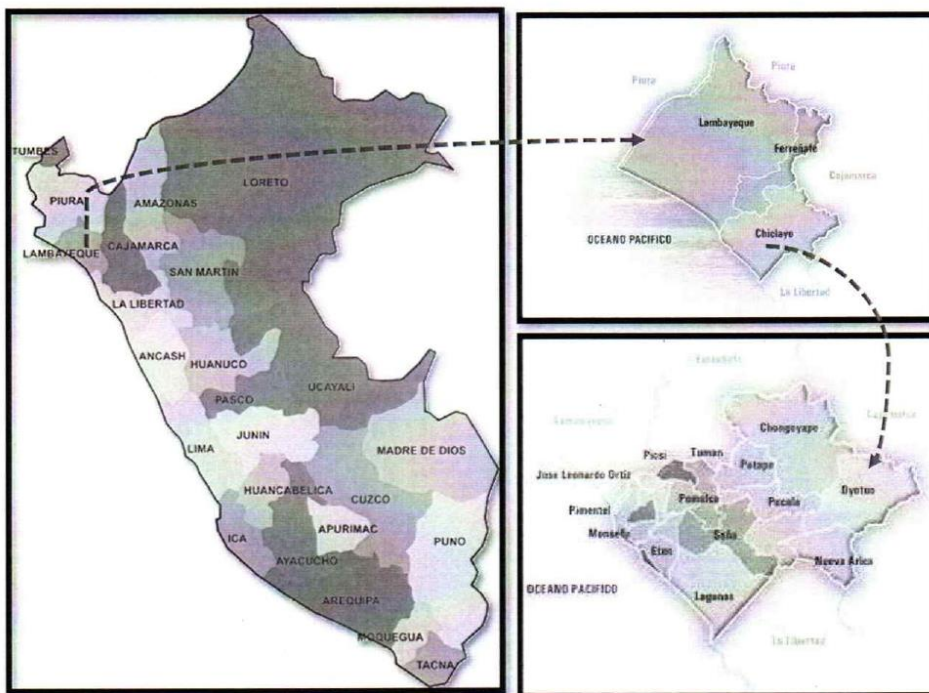 TUMBES
PIURA
LAMBAYEQUE
CAJAMARCA
AMAZONAS
LORETO
SAN MARTIN
LA LIBERTAD
ANCASH
HUANUCO
PASCO
UCAYALI
LIMA
JUNIN
MADRE DE DIOS
HUANCABELICA
CUZCO
APURIMAC
ICA
AYACUCHO
PUNO
AREQUIPA
MOQUEGUA
TACNA
Piura
Piura
Lambayeque
Ferreñafe
Cajamarca
Chiclayo
OCEANO PACIFICO
La Libertad
Ferreñafe
Lambayeque
Cajamarca
Chongoyape
Picsi
Tuman
Patapo
Jose Leonardo Ortiz
Oyotun
Pomalca
Pucala
Pimentel
Monsefu
Saña
Eten
Nueva Arica
OCEANO PACIFICO
Lagunas
La Libertad